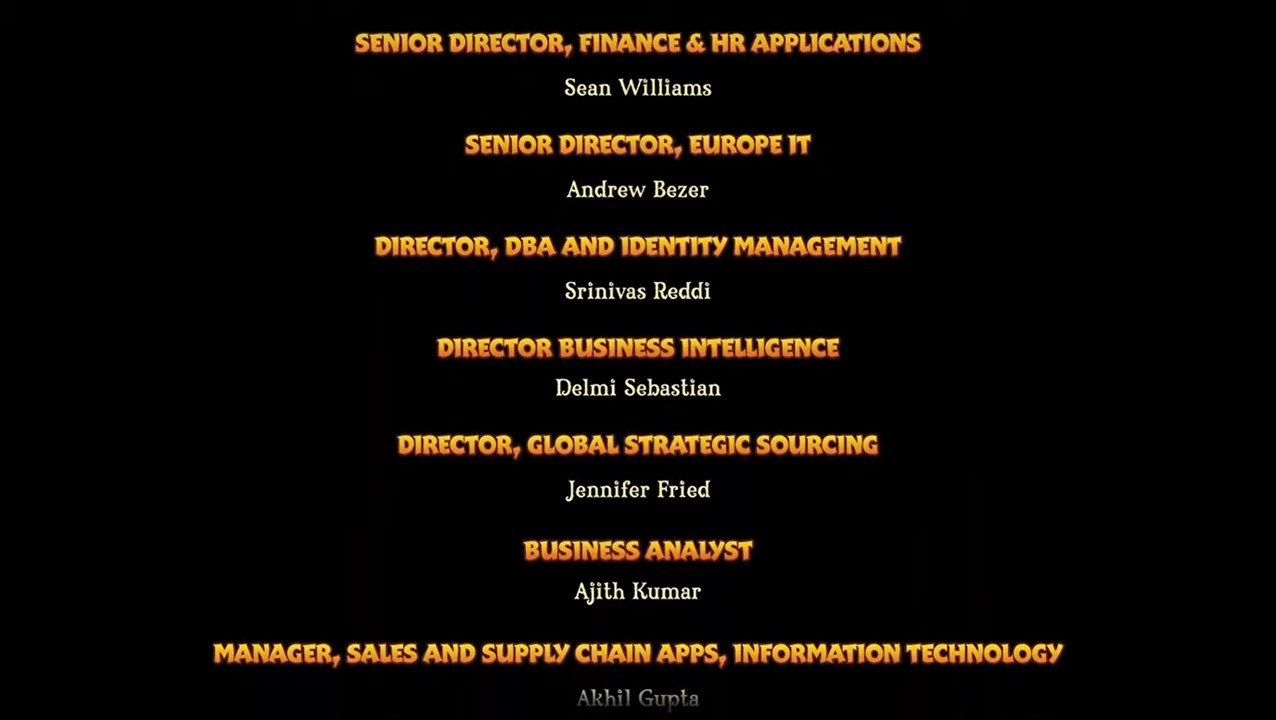 SENIOR DIRECTOR, FINANCE & HR APPLICATIONS
Sean Williams
SENIOR DIRECTOR, EUROPE IT
Andrew Bezer
DIRECTOR, DBA AND IDENTITY MANAGEMENT
Srinivas Reddi
DIRECTOR BUSINESS INTELLIGENCE
Delmi Sebastian
DIRECTOR, GLOBAL STRATEGIC SOURCING
Jennifer Fried
BUSINESS ANALYST
Ajith Kumar
MANAGER, SALES AND SUPPLY CHAIN APPS, INFORMATION TECHNOLOGY
Akhil Gupta